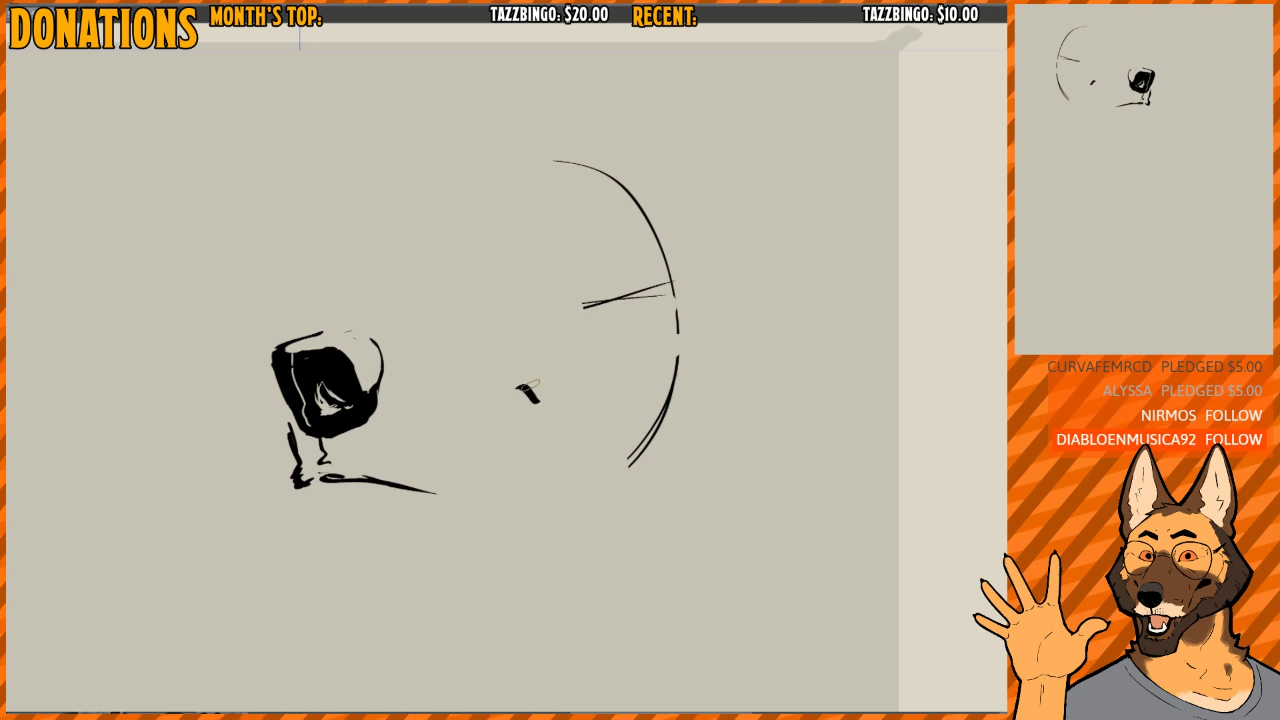 DONATIONS
MONTH'S TOP: TAZZBINGO: $20.00 RECENT: TAZZBINGO: $10.00
CURVAFEMRCD PLEDGED $5.00
ALYSSA PLEDGED $5.00
NIRMOS FOLLOW
DIABLOENMUSICA92 FOLLOW